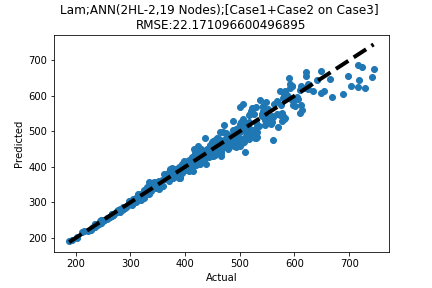 Lam;ANN(2HL-2,19 Nodes);[Case1+Case2 on Case3]
RMSE:22.171096600496895
700
600
500
400
300
200
Predicted
200 300 400 500 600 700
Actual